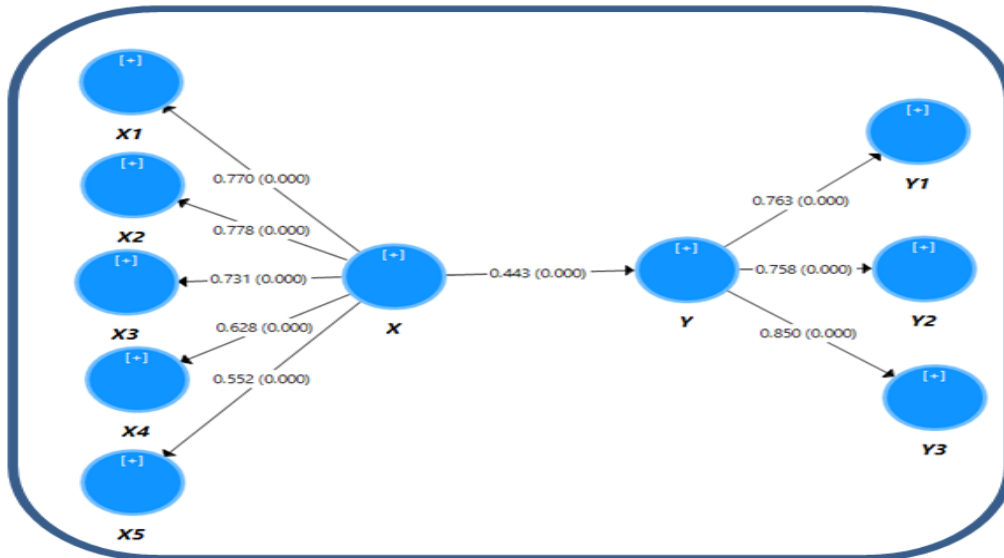 [+]
X1
[+]
X2
[+]
X3
[+]
X4
[+]
X5
0.770 (0.000)
0.778 (0.000)
0.731 (0.000)
0.628 (0.000)
0.552 (0.000)
[+]
X
0.443 (0.000)
[+]
Y
0.763 (0.000)
0.758 (0.000)
0.850 (0.000)
[+]
Y1
[+]
Y2
[+]
Y3